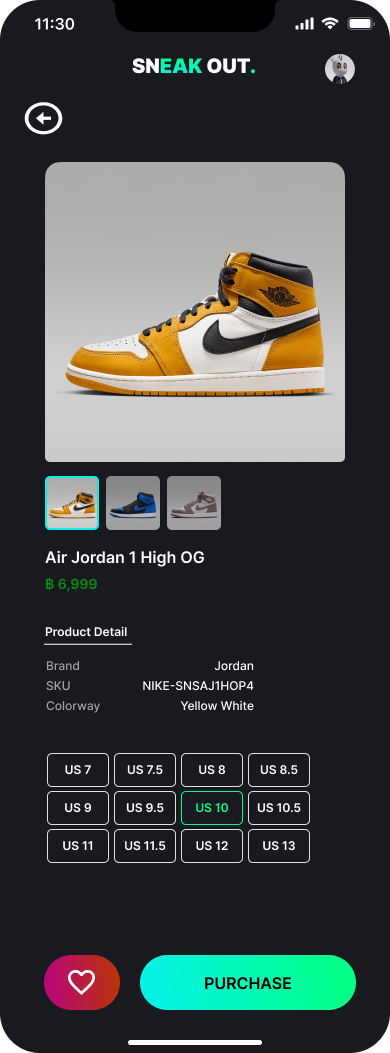 11:30
SNEAK OUT.
Air Jordan 1 High OG
฿ 6,999
Product Detail
Brand Jordan
SKU NIKE-SNSAJ1HOP4
Colorway Yellow White
US 7 US 7.5 US 8 US 8.5
US 9 US 9.5 US 10 US 10.5
US 11 US 11.5 US 12 US 13
PURCHASE